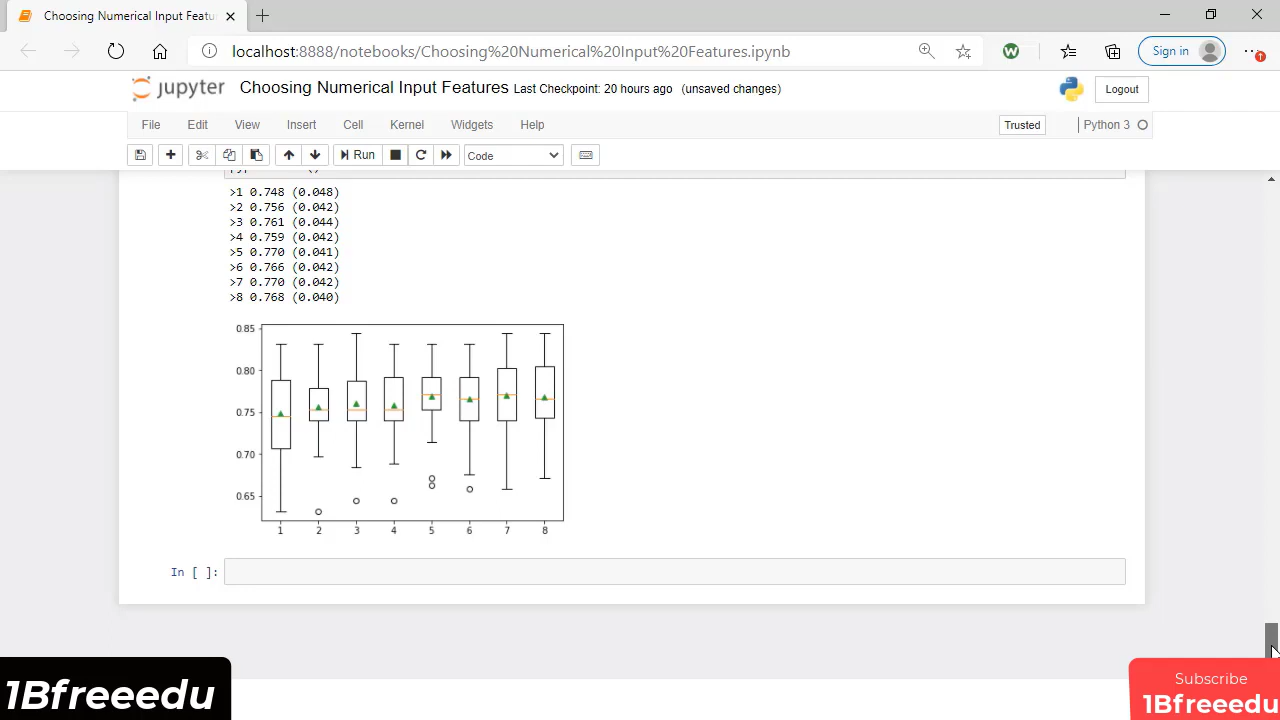 Choosing Numerical Input Featu
localhost:8888/notebooks/Choosing%20Numerical%20Input%20Features.ipynb
W
Sign in
jupyter Choosing Numerical Input Features Last Checkpoint: 20 hours ago (unsaved changes)
Logout
File Edit View Insert Cell Kernel Widgets Help
Trusted Python 3
Run Code
>1 0.748 (0.048)
>2 0.756 (0.042)
>3 0.761 (0.044)
>4 0.759 (0.042)
>5 0.770 (0.041)
>6 0.766 (0.042)
>7 0.770 (0.042)
>8 0.768 (0.040)
0.85
0.80
0.75
0.70
0.65
1 2 3 4 5 6 7 8
In [ ]:
1Bfreeedu
Subscribe
1Bfreeedu